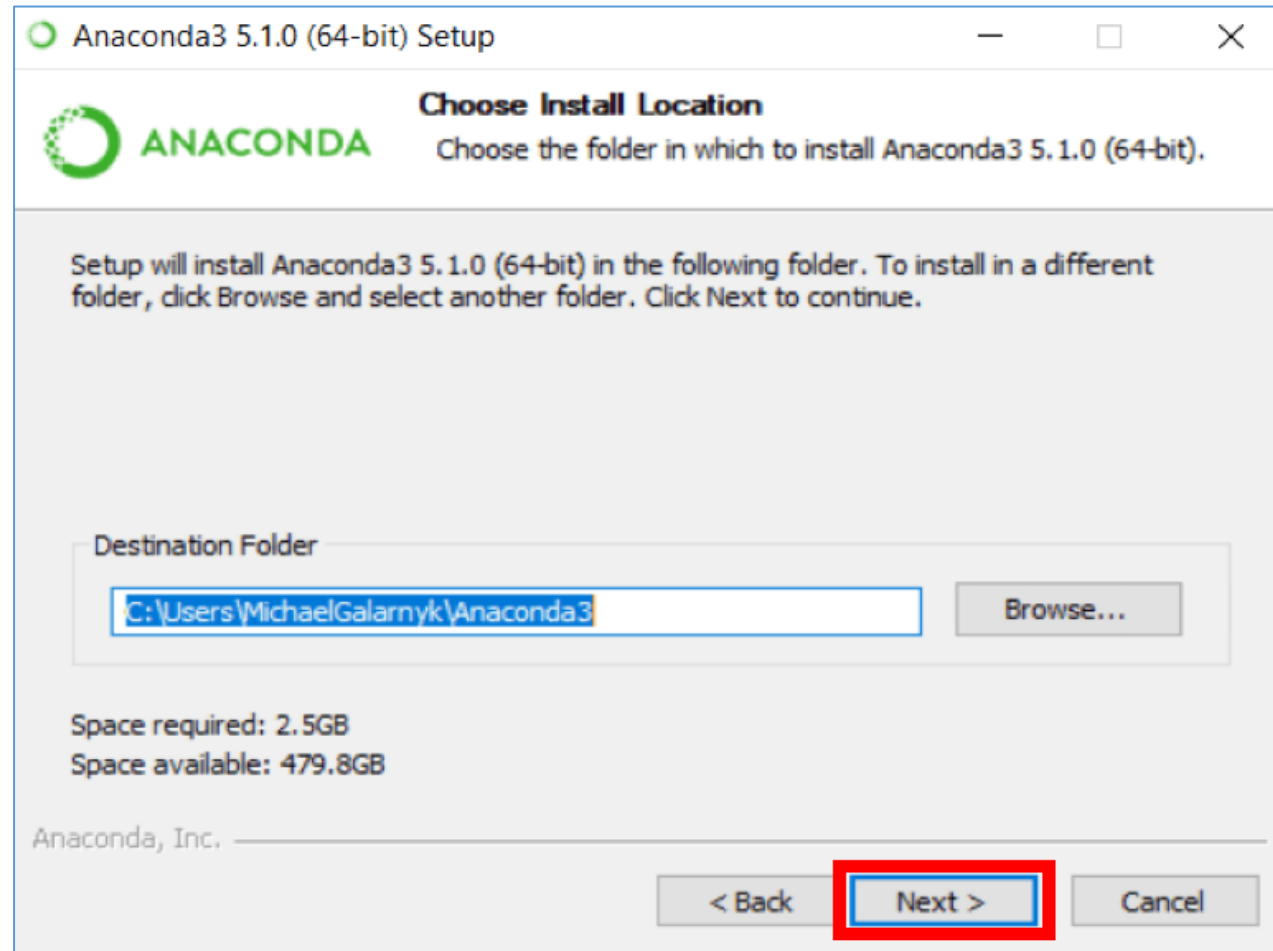 Anaconda3 5.1.0 (64-bit) Setup
ANACONDA
Choose Install Location
Choose the folder in which to install Anaconda3 5.1.0 (64-bit).
Setup will install Anaconda3 5.1.0 (64-bit) in the following folder. To install in a different
folder, click Browse and select another folder. Click Next to continue.
Destination Folder
C:\Users\MichaelGalarnyk\Anaconda3
Browse...
Space required: 2.5GB
Space available: 479.8GB
Anaconda, Inc.
< Back
Next >
Cancel